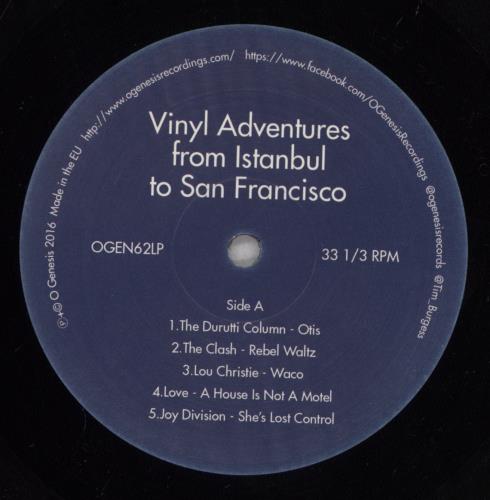 ℗+© O Genesis 2016 Made in the EU http://www.ogenesisrecordings.com/ https://www.facebook.com/OGenesisRecordings @ogenesisrecords @Tim_Burgess
Vinyl Adventures
from Istanbul
to San Francisco
OGEN62LP
33 1/3 RPM
Side A
1.The Durutti Column - Otis
2.The Clash - Rebel Waltz
3.Lou Christie - Waco
4.Love - A House Is Not A Motel
5.Joy Division - She's Lost Control